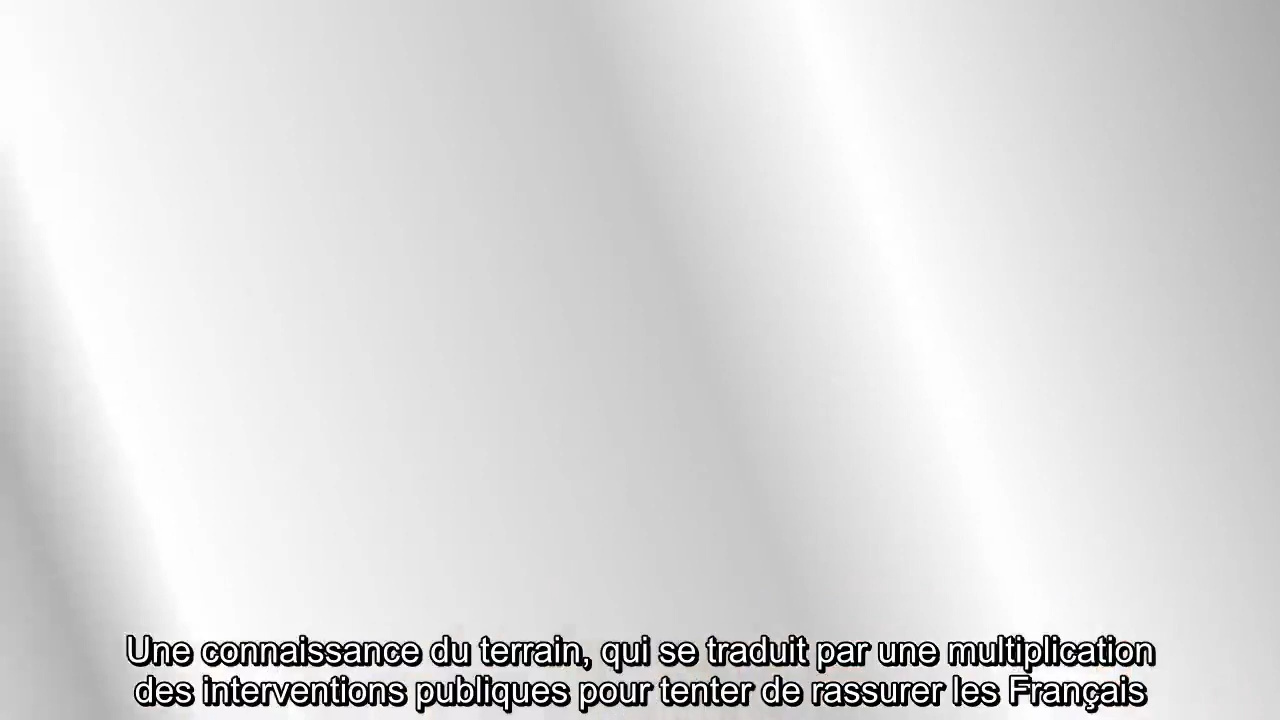 Une connaissance du terrain, qui se traduit par une multiplication
des interventions publiques pour tenter de rassurer les Français